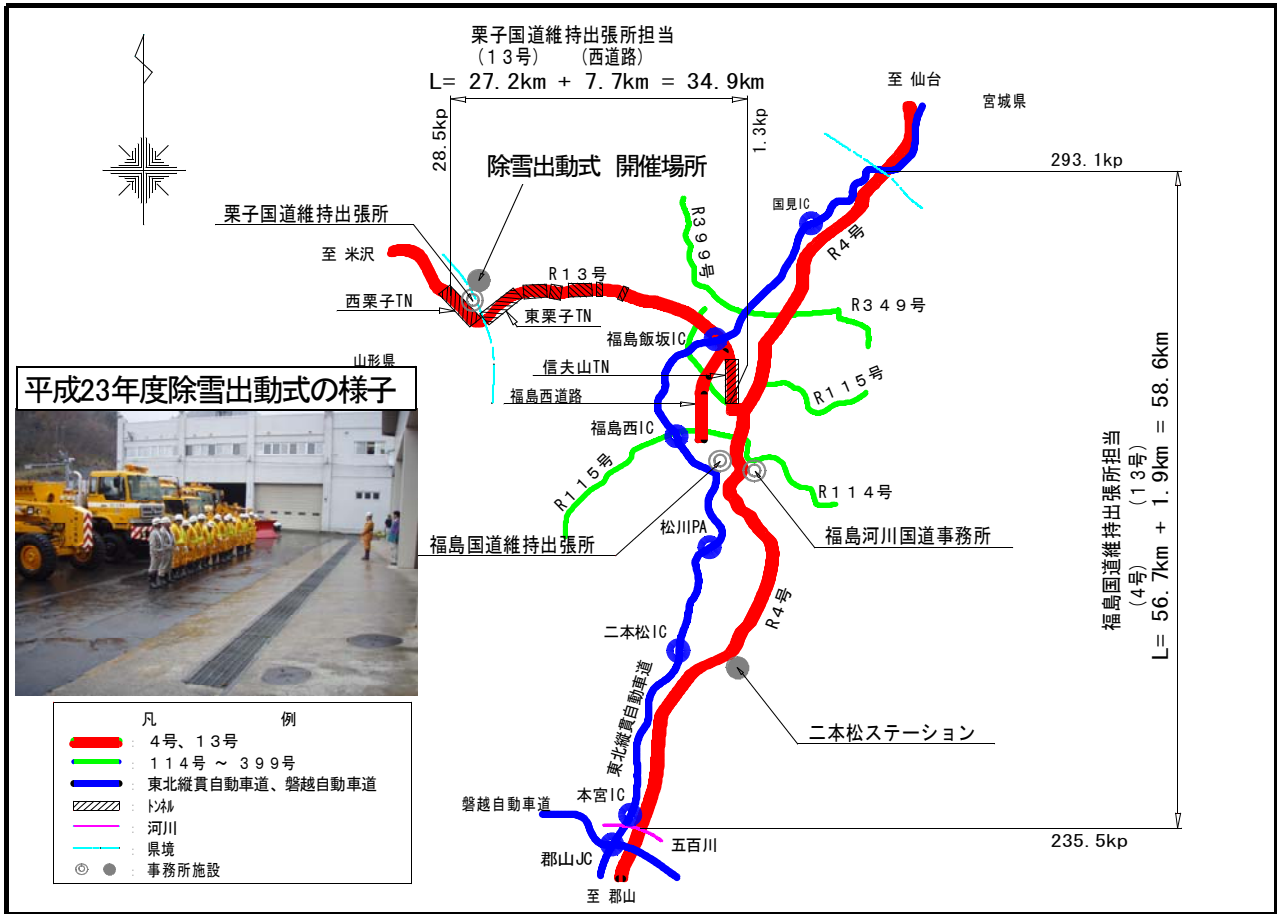 栗子国道維持出張所担当
(13号) (西道路)
L= 27.2km + 7.7km = 34.9km
28.5kp
1.3kp
至 仙台
宮城県
293.1kp
除雪出動式 開催場所
栗子国道維持出張所
至 米沢
R13号
R399号
国見IC
R4号
西栗子TN
東栗子TN
R349号
福島飯坂IC
山形県
信夫TN
福島西道路
R115号
平成23年度除雪出動式の様子
福島西IC
R115号
R114号
福島国道維持出張所
松川PA
福島河川国道事務所
福島国道維持出張所担当
(4号) (13号)
L= 56.7km + 1.9km = 58.6km
R4号
二本松IC
東北縦貫自動車道
二本松ステーション
凡 例
: 4号、13号
: 114号 ~ 399号
: 東北縦貫自動車道、磐越自動車道
: トンネル
: 河川
: 県境
: 事務所施設
磐越自動車道
本宮IC
五百川
235.5kp
郡山JC
至 郡山